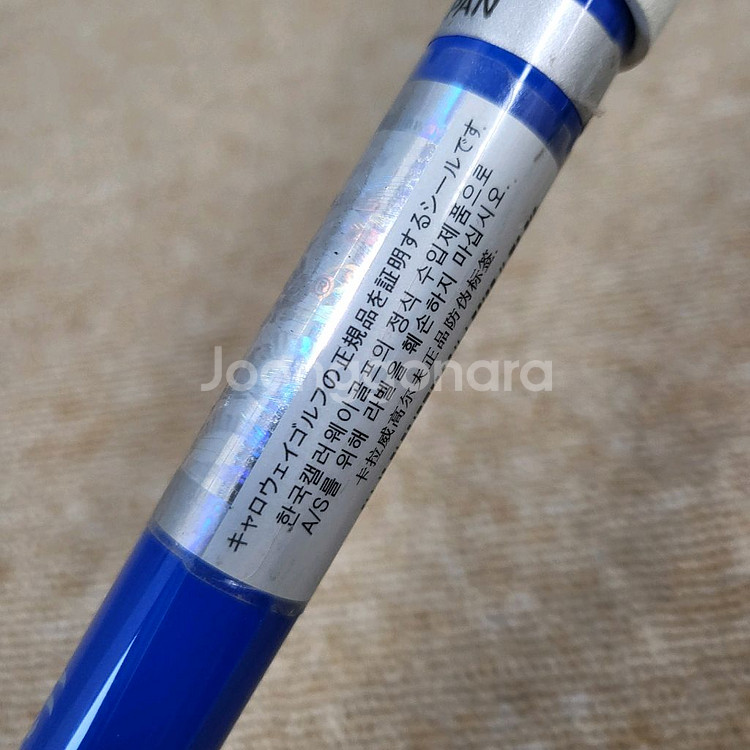 PAN
キャロウェイゴルフの正規品を証明するシールです
한국캘러웨이골프의 정식 수입제품으로
A/S를 위해 라벨을 훼손하지 마십시오.
卡拉威高尔夫正品防伪标签.
Joonggonara